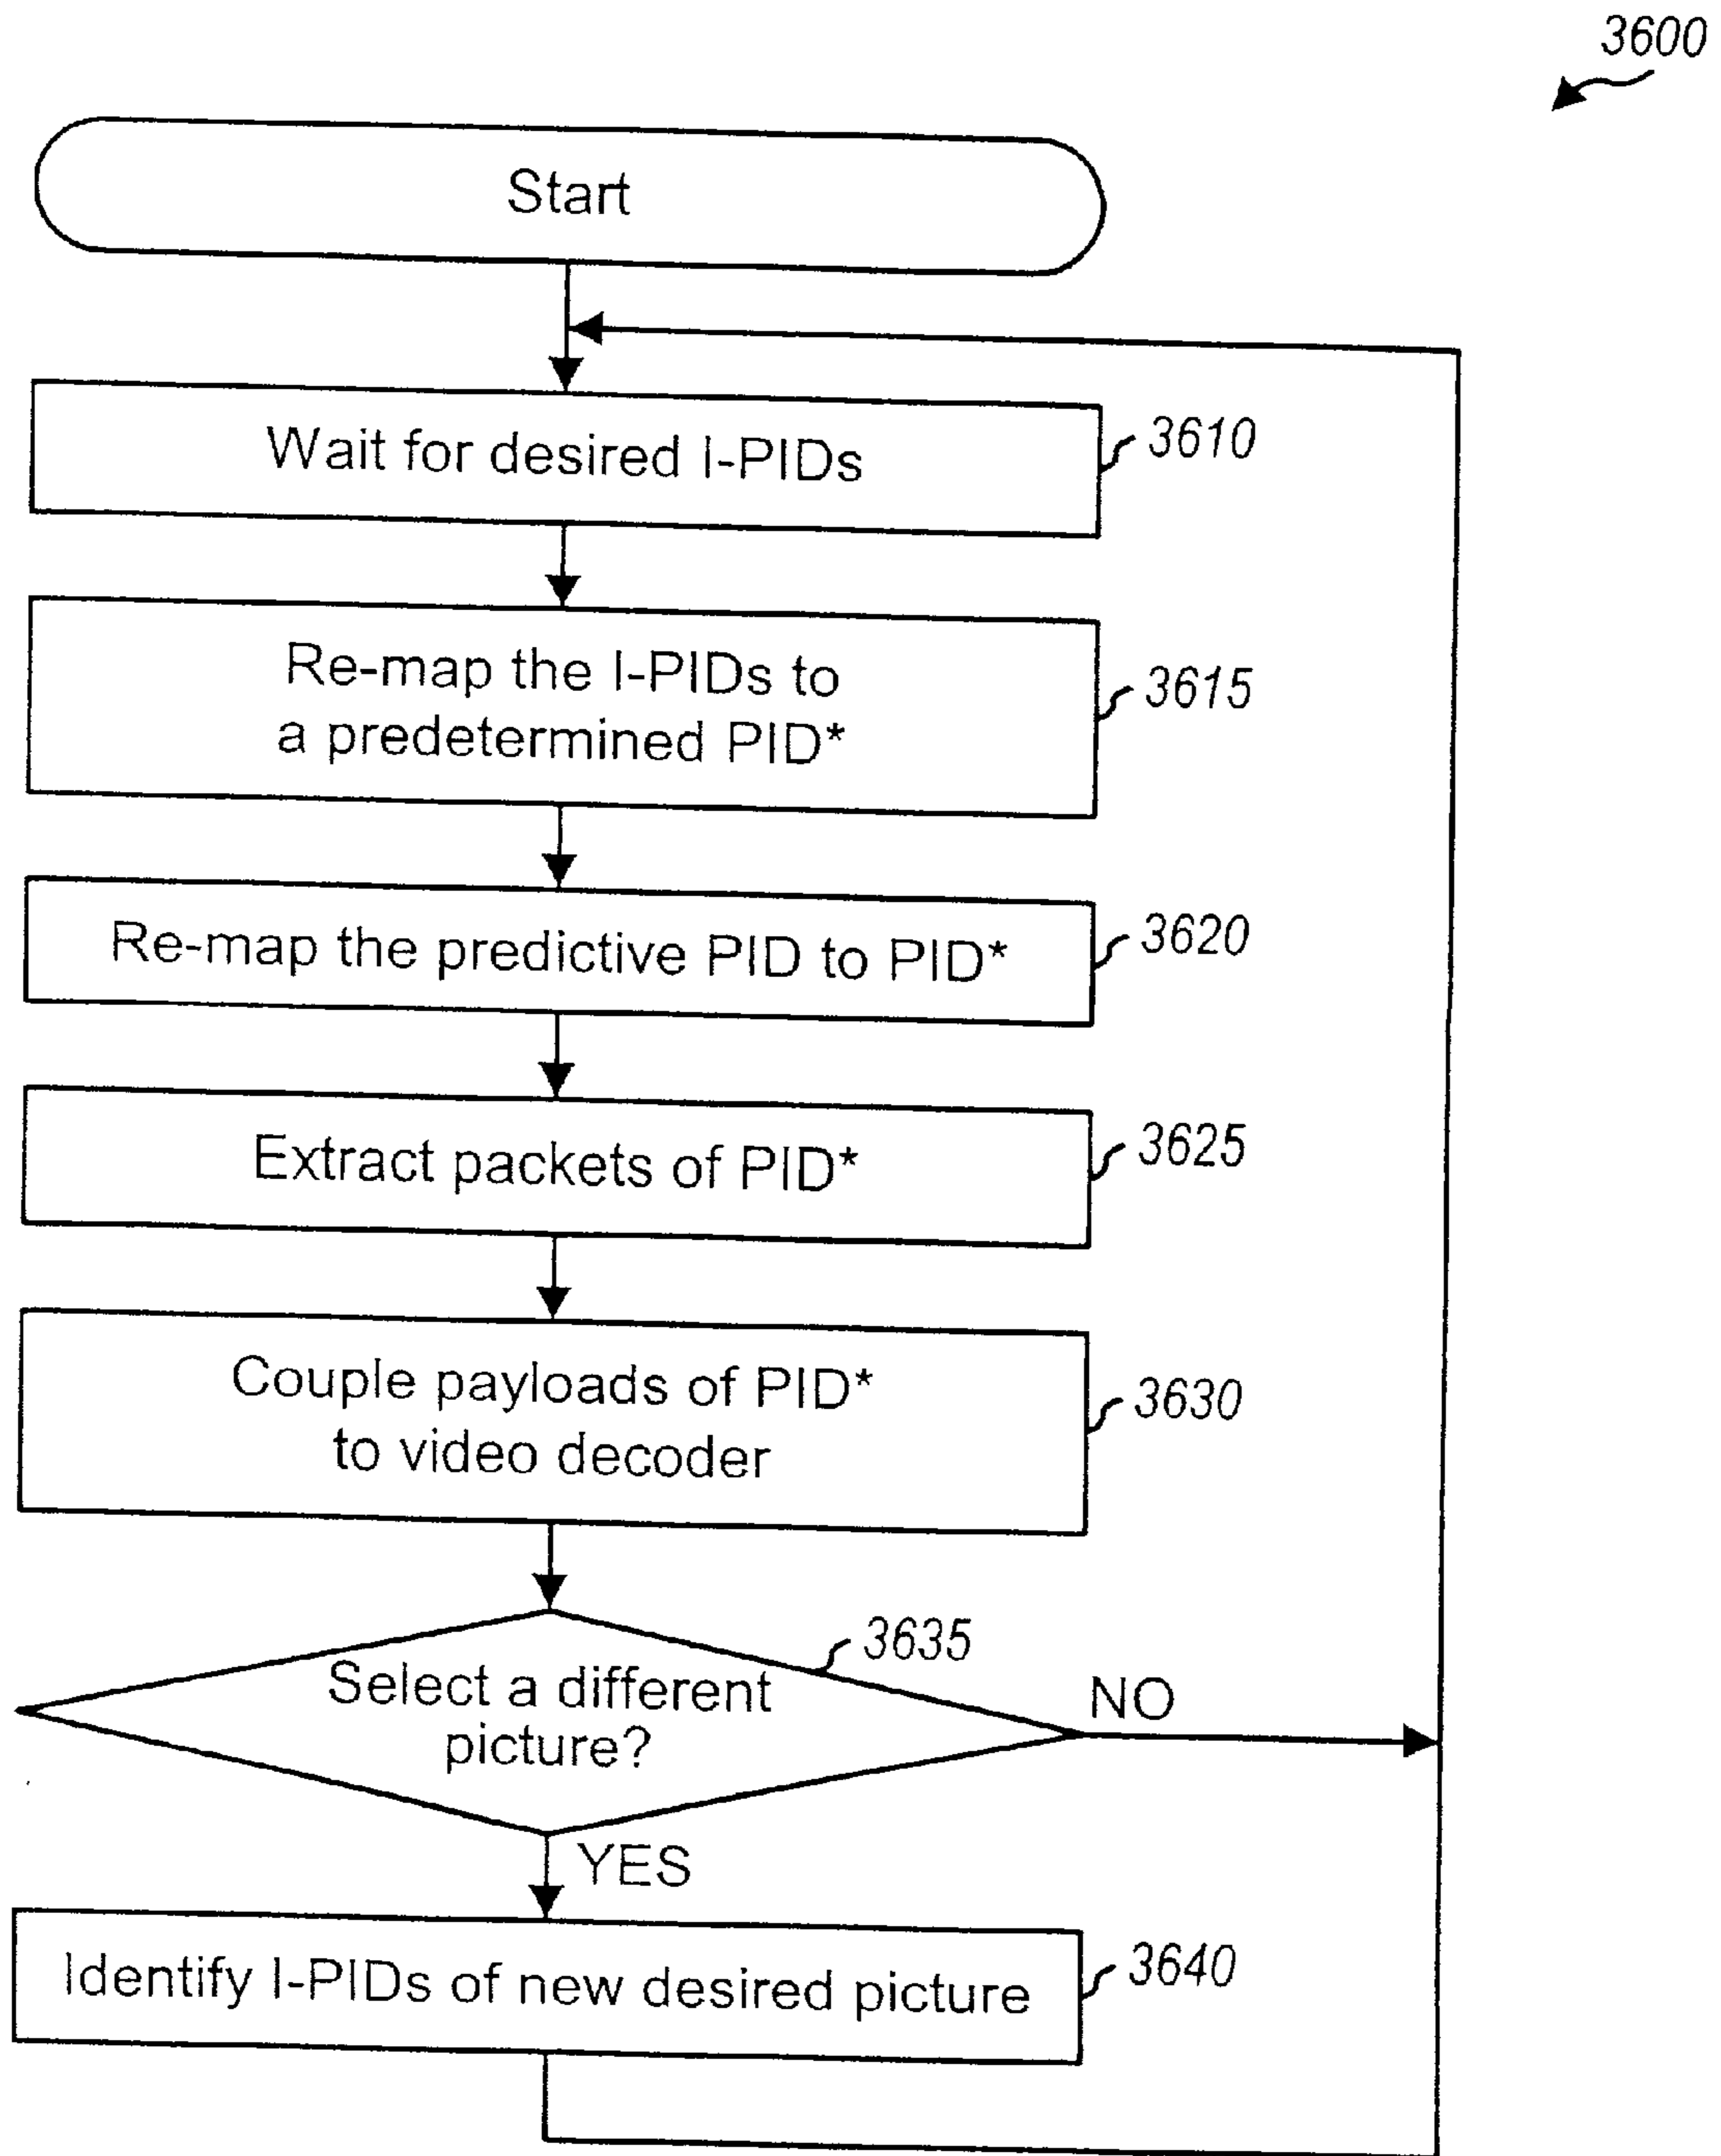 3600
Start
Wait for desired I-PIDs
3610
Re-map the I-PIDs to
a predetermined PID*
3615
Re-map the predictive PID to PID*
3620
Extract packets of PID*
3625
Couple payloads of PID*
to video decoder
3630
3635
Select a different
picture?
NO
YES
Identify I-PIDs of new desired picture
3640